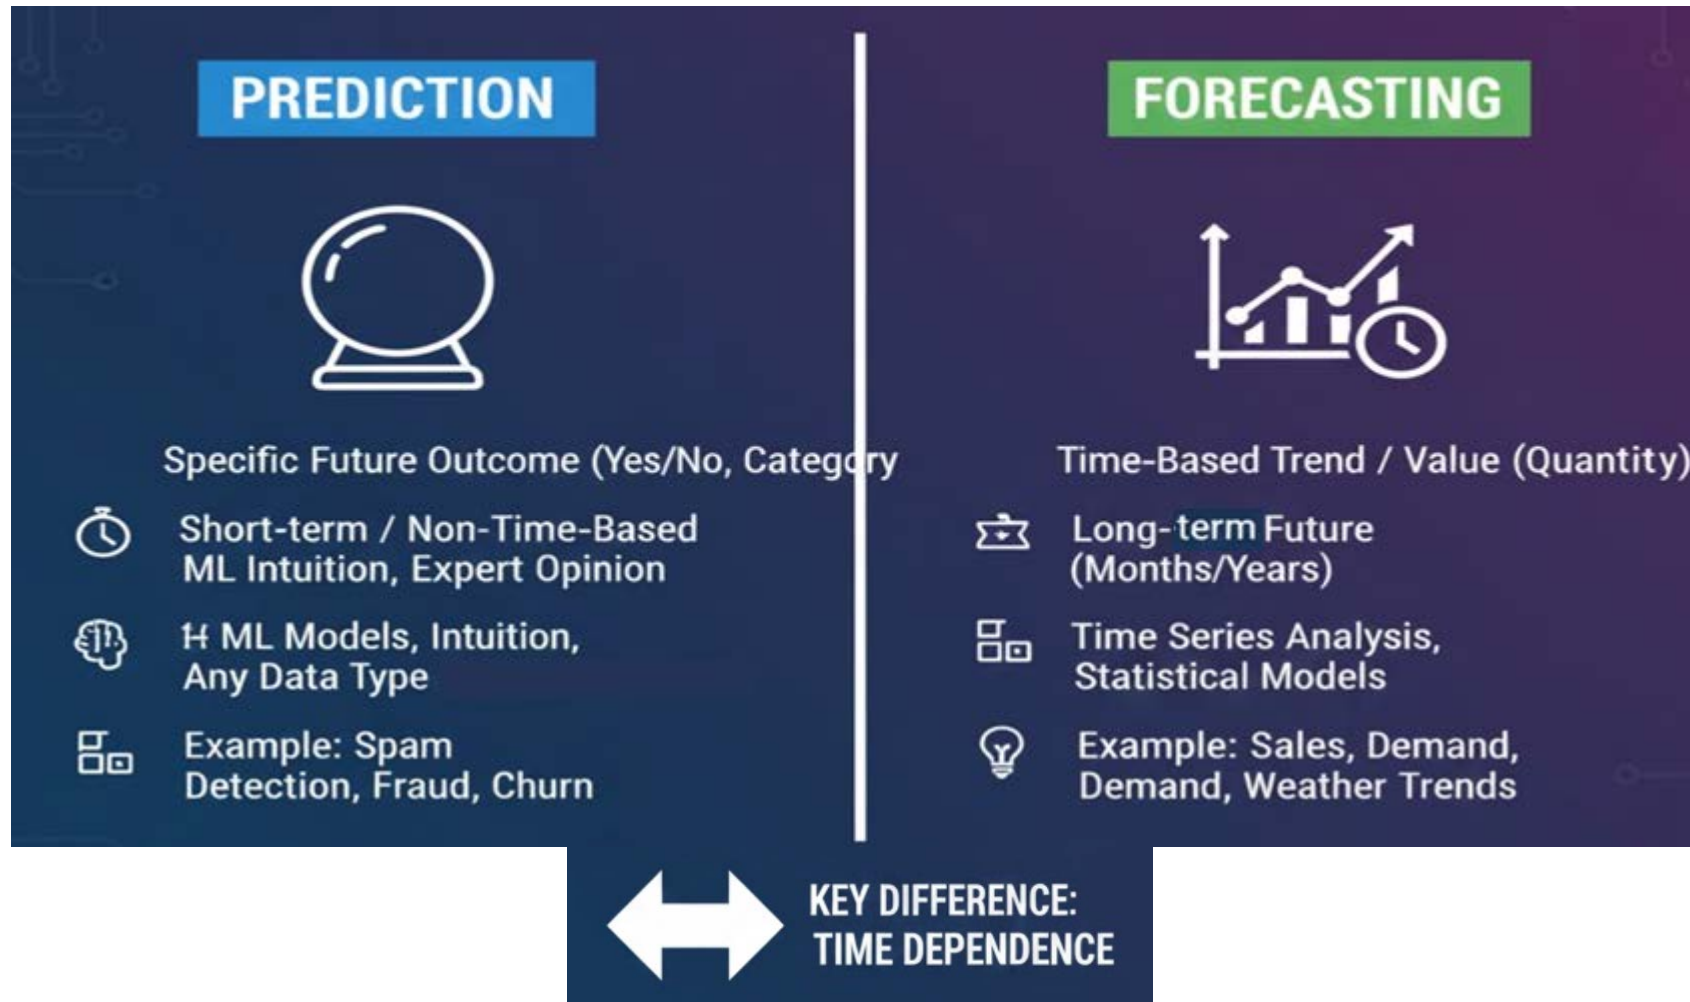 PREDICTION
Specific Future Outcome (Yes/No, Category
Short-term / Non-Time-Based
ML Intuition, Expert Opinion
ML Models, Intuition,
Any Data Type
Example: Spam
Detection, Fraud, Churn
FORECASTING
Time-Based Trend / Value (Quantity)
Long-term Future
(Months/Years)
Time Series Analysis,
Statistical Models
Example: Sales, Demand,
Demand, Weather Trends
KEY DIFFERENCE:
TIME DEPENDENCE